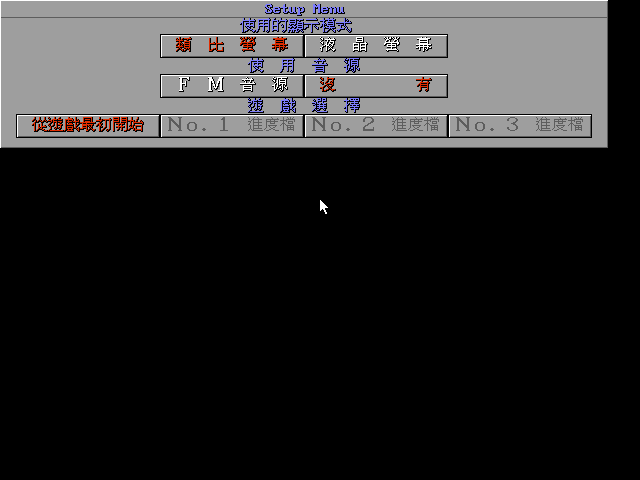 Setup Menu
使用的顯示模式
類比螢幕 液晶螢幕
使用音源
FM音源 沒有
遊戲選擇
從遊戲最初開始 No.1 進度檔 No.2 進度檔 No.3 進度檔